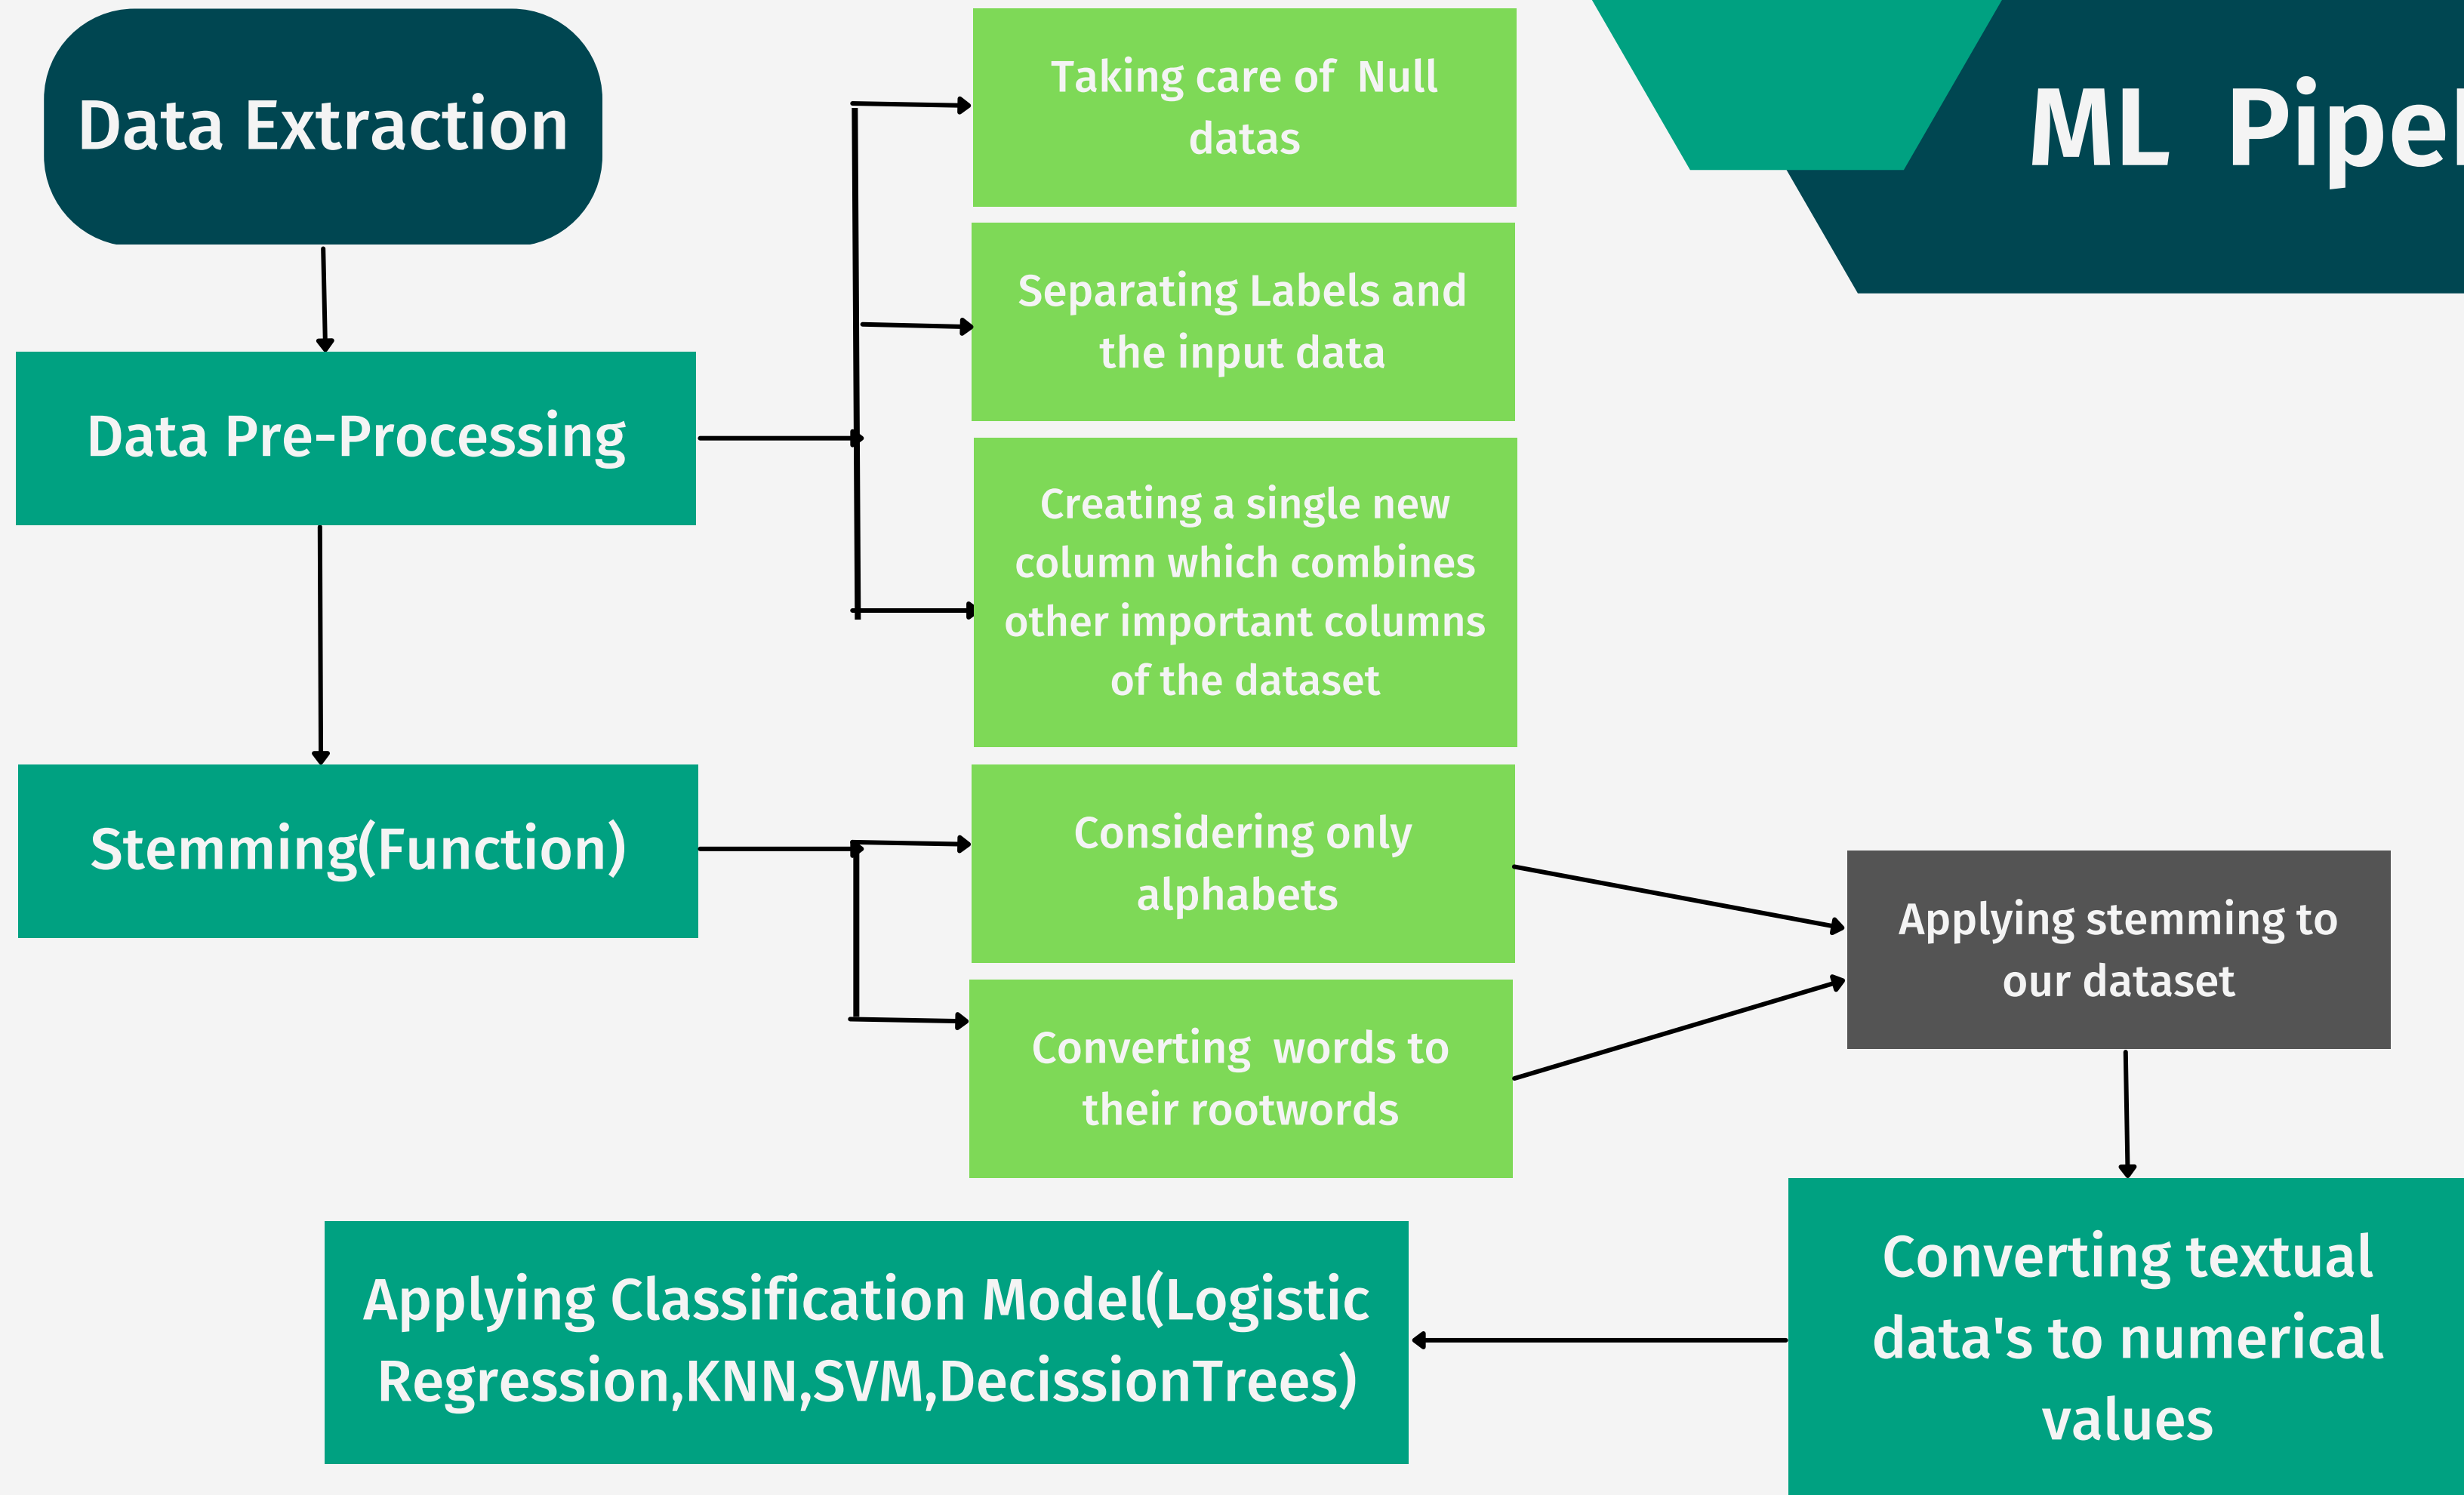 Data Extraction
Taking care of  Null
datas
ML  Pipel
Separating Labels and
the input data
Data Pre-Processing
Creating a single new
column which combines
other important columns
of the dataset
Stemming(Function)
Considering only
alphabets
Applying stemming to
our dataset
Converting  words to
their rootwords
Converting textual
data's to numerical
values
Applying Classification Model(Logistic
Regression,KNN,SVM,DecissionTrees)